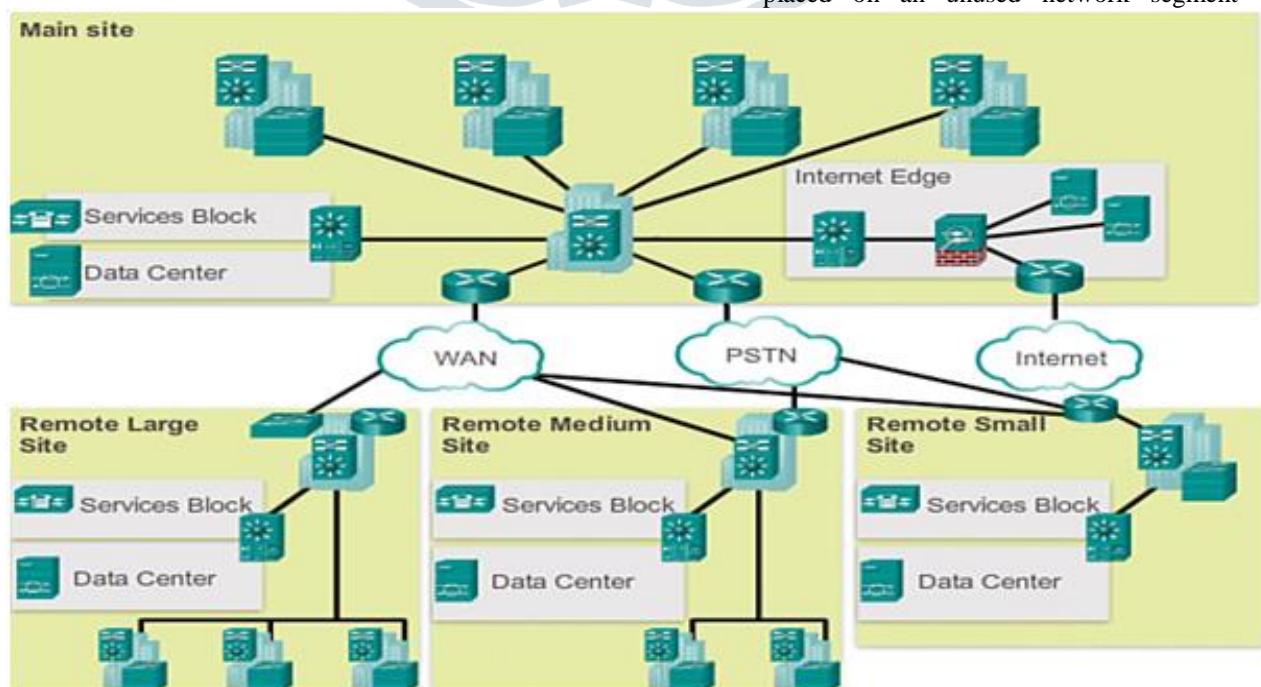 placed on an unused network segment
Main site
Internet Edge
Services Block
Data Center
WAN
PSTN
Internet
Remote Large
Site
Services Block
Data Center
Remote Medium
Site
Services Block
Data Center
Remote Small
Site
Services Block
Data Center